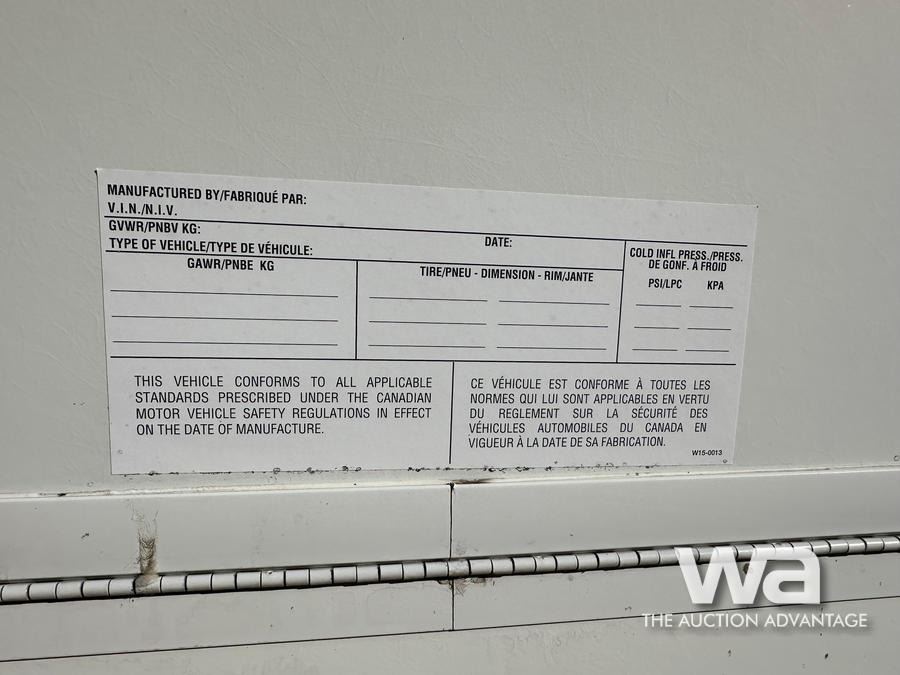 MANUFACTURED BY/FABRIQUÉ PAR:
V.I.N./N.I.V.
GVWR/PNBV KG:
DATE:
TYPE OF VEHICLE/TYPE DE VÉHICULE:
GAWR/PNBE KG
TIRE/PNEU - DIMENSION - RIM/JANTE
COLD INFL PRESS./PRESS.
DE GONF. À FROID
PSI/LPC KPA
THIS VEHICLE CONFORMS TO ALL APPLICABLE
STANDARDS PRESCRIBED UNDER THE CANADIAN
MOTOR VEHICLE SAFETY REGULATIONS IN EFFECT
ON THE DATE OF MANUFACTURE.
CE VÉHICULE EST CONFORME À TOUTES LES
NORMES QUI LUI SONT APPLICABLES EN VERTU
DU REGLEMENT SUR LA SÉCURITÉ DES
VÉHICULES AUTOMOBILES DU CANADA EN
VIGUEUR À LA DATE DE SA FABRICATION.
W15-0013
wa
THE AUCTION ADVANTAGE